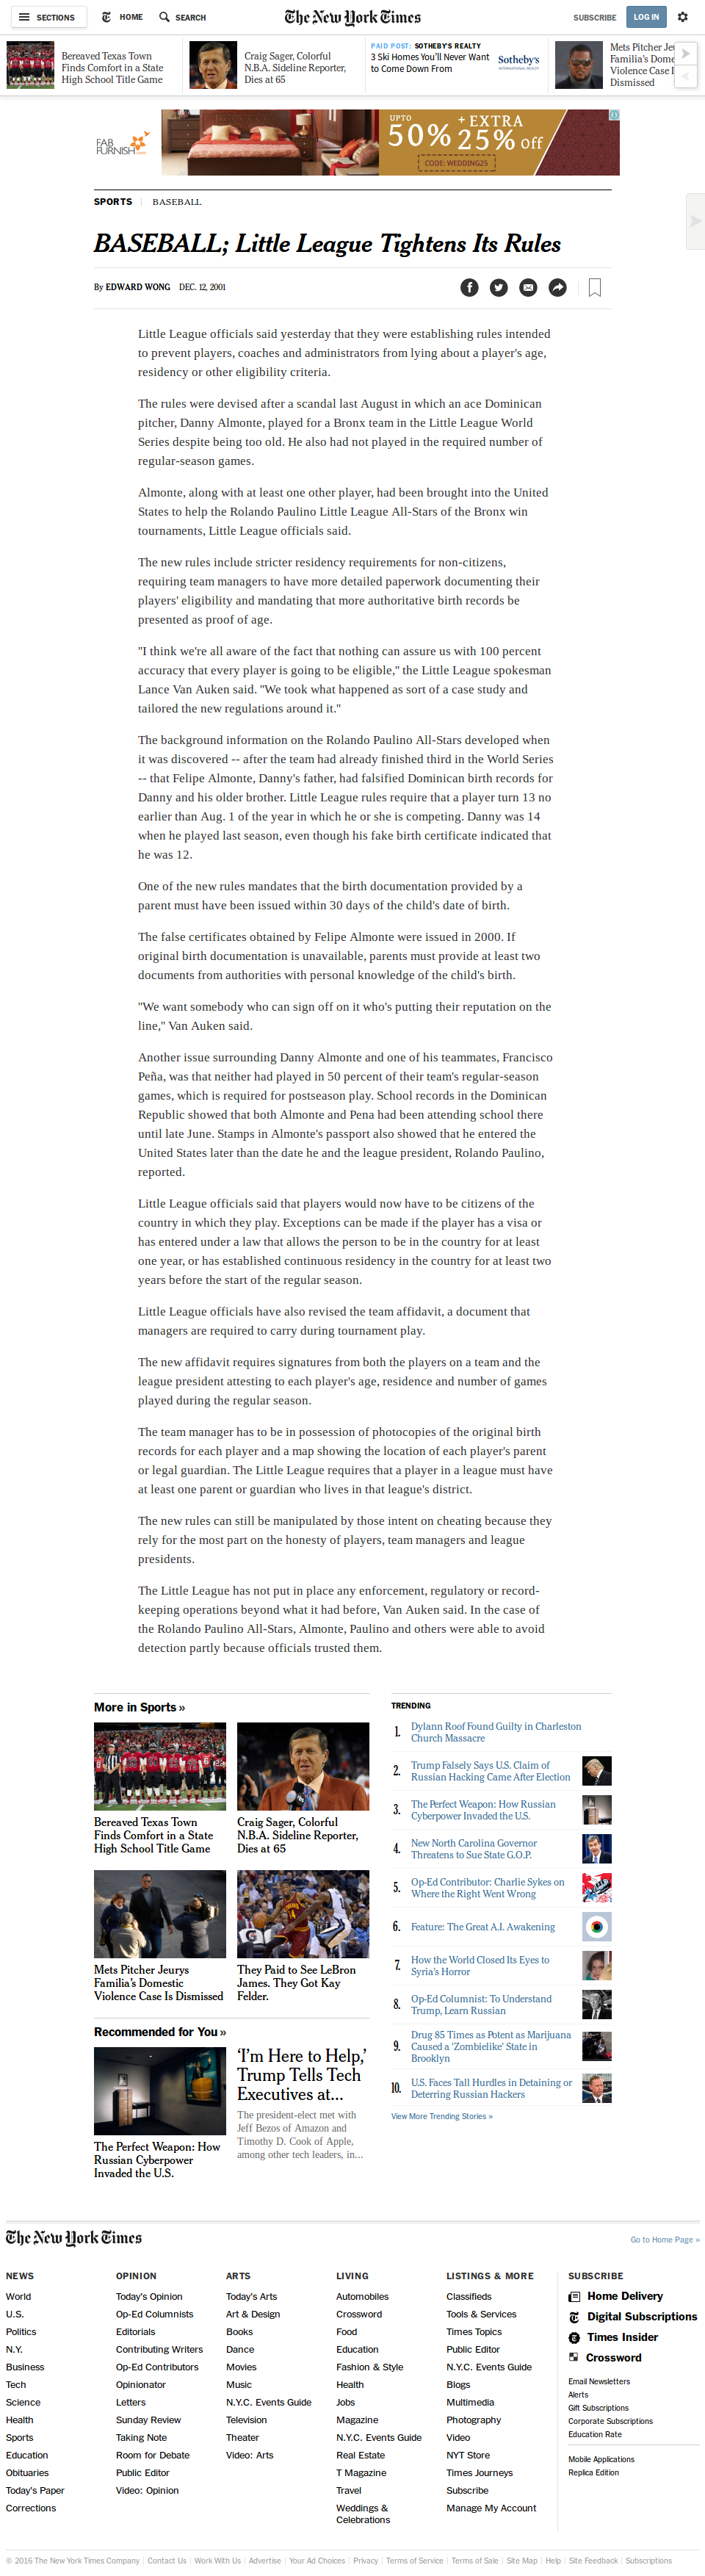 SECTIONS
HOME
SEARCH
The New York Times
SUBSCRIBE
LOG IN
Bereaved Texas Town
Finds Comfort in a State
High School Title Game
Craig Sager, Colorful
N.B.A. Sideline Reporter,
Dies at 65
PAID POST: SOTHEBY'S REALTY
3 Ski Homes You'll Never Want
to Come Down From
Sotheby's
INTERNATIONAL REALTY
Mets Pitcher Je
Familia's Dome
Violence Case I
Dismissed
FAB
FURNISH
UPTO
50% + EXTRA 25% off
CODE: WEDDING25
SPORTS | BASEBALL
BASEBALL; Little League Tightens Its Rules
By EDWARD WONG DEC. 12, 2001
Little League officials said yesterday that they were establishing rules intended
to prevent players, coaches and administrators from lying about a player's age,
residency or other eligibility criteria.
The rules were devised after a scandal last August in which an ace Dominican
pitcher, Danny Almonte, played for a Bronx team in the Little League World
Series despite being too old. He also had not played in the required number of
regular-season games.
Almonte, along with at least one other player, had been brought into the United
States to help the Rolando Paulino Little League All-Stars of the Bronx win
tournaments, Little League officials said.
The new rules include stricter residency requirements for non-citizens,
requiring team managers to have more detailed paperwork documenting their
players' eligibility and mandating that more authoritative birth records be
presented as proof of age.
''I think we're all aware of the fact that nothing can assure us with 100 percent
accuracy that every player is going to be eligible,'' the Little League spokesman
Lance Van Auken said. ''We took what happened as sort of a case study and
tailored the new regulations around it.''
The background information on the Rolando Paulino All-Stars developed when
it was discovered -- after the team had already finished third in the World Series
-- that Felipe Almonte, Danny's father, had falsified Dominican birth records for
Danny and his older brother. Little League rules require that a player turn 13 no
earlier than Aug. 1 of the year in which he or she is competing. Danny was 14
when he played last season, even though his fake birth certificate indicated that
he was 12.
One of the new rules mandates that the birth documentation provided by a
parent must have been issued within 30 days of the child's date of birth.
The false certificates obtained by Felipe Almonte were issued in 2000. If
original birth documentation is unavailable, parents must provide at least two
documents from authorities with personal knowledge of the child's birth.
''We want somebody who can sign off on it who's putting their reputation on the
line,'' Van Auken said.
Another issue surrounding Danny Almonte and one of his teammates, Francisco
Peña, was that neither had played in 50 percent of their team's regular-season
games, which is required for postseason play. School records in the Dominican
Republic showed that both Almonte and Pena had been attending school there
until late June. Stamps in Almonte's passport also showed that he entered the
United States later than the date he and the league president, Rolando Paulino,
reported.
Little League officials said that players would now have to be citizens of the
country in which they play. Exceptions can be made if the player has a visa or
has entered under a law that allows the person to be in the country for at least
one year, or has established continuous residency in the country for at least two
years before the start of the regular season.
Little League officials have also revised the team affidavit, a document that
managers are required to carry during tournament play.
The new affidavit requires signatures from both the players on a team and the
league president attesting to each player's age, residence and number of games
played during the regular season.
The team manager has to be in possession of photocopies of the original birth
records for each player and a map showing the location of each player's parent
or legal guardian. The Little League requires that a player in a league must have
at least one parent or guardian who lives in that league's district.
The new rules can still be manipulated by those intent on cheating because they
rely for the most part on the honesty of players, team managers and league
presidents.
The Little League has not put in place any enforcement, regulatory or record-
keeping operations beyond what it had before, Van Auken said. In the case of
the Rolando Paulino All-Stars, Almonte, Paulino and others were able to avoid
detection partly because officials trusted them.
More in Sports »
Bereaved Texas Town
Finds Comfort in a State
High School Title Game
Craig Sager, Colorful
N.B.A. Sideline Reporter,
Dies at 65
Mets Pitcher Jeurys
Familia's Domestic
Violence Case Is Dismissed
They Paid to See LeBron
James. They Got Kay
Felder.
Recommended for You »
The Perfect Weapon: How
Russian Cyberpower
Invaded the U.S.
'I'm Here to Help,'
Trump Tells Tech
Executives at...
The president-elect met with
Jeff Bezos of Amazon and
Timothy D. Cook of Apple,
among other tech leaders, in...
TRENDING
1. Dylann Roof Found Guilty in Charleston
Church Massacre
2. Trump Falsely Says U.S. Claim of
Russian Hacking Came After Election
3. The Perfect Weapon: How Russian
Cyberpower Invaded the U.S.
4. New North Carolina Governor
Threatens to Sue State G.O.P.
5. Op-Ed Contributor: Charlie Sykes on
Where the Right Went Wrong
6. Feature: The Great A.I. Awakening
7. How the World Closed Its Eyes to
Syria's Horror
8. Op-Ed Columnist: To Understand
Trump, Learn Russian
9. Drug 85 Times as Potent as Marijuana
Caused a 'Zombielike' State in
Brooklyn
10. U.S. Faces Tall Hurdles in Detaining or
Deterring Russian Hackers
View More Trending Stories »
The New York Times
Go to Home Page »
NEWS
World
U.S.
Politics
N.Y.
Business
Tech
Science
Health
Sports
Education
Obituaries
Today's Paper
Corrections
OPINION
Today's Opinion
Op-Ed Columnists
Editorials
Contributing Writers
Op-Ed Contributors
Opinionator
Letters
Sunday Review
Taking Note
Room for Debate
Public Editor
Video: Opinion
ARTS
Today's Arts
Art & Design
Books
Dance
Movies
Music
N.Y.C. Events Guide
Television
Theater
Video: Arts
LIVING
Automobiles
Crossword
Food
Education
Fashion & Style
Health
Jobs
Magazine
N.Y.C. Events Guide
Real Estate
T Magazine
Travel
Weddings &
Celebrations
LISTINGS & MORE
Classifieds
Tools & Services
Times Topics
Public Editor
N.Y.C. Events Guide
Blogs
Multimedia
Photography
Video
NYT Store
Times Journeys
Subscribe
Manage My Account
SUBSCRIBE
Home Delivery
Digital Subscriptions
Times Insider
Crossword
Email Newsletters
Alerts
Gift Subscriptions
Corporate Subscriptions
Education Rate
Mobile Applications
Replica Edition
© 2016 The New York Times Company | Contact Us | Work With Us | Advertise | Your Ad Choices | Privacy | Terms of Service | Terms of Sale | Site Map | Help | Site Feedback | Subscriptions